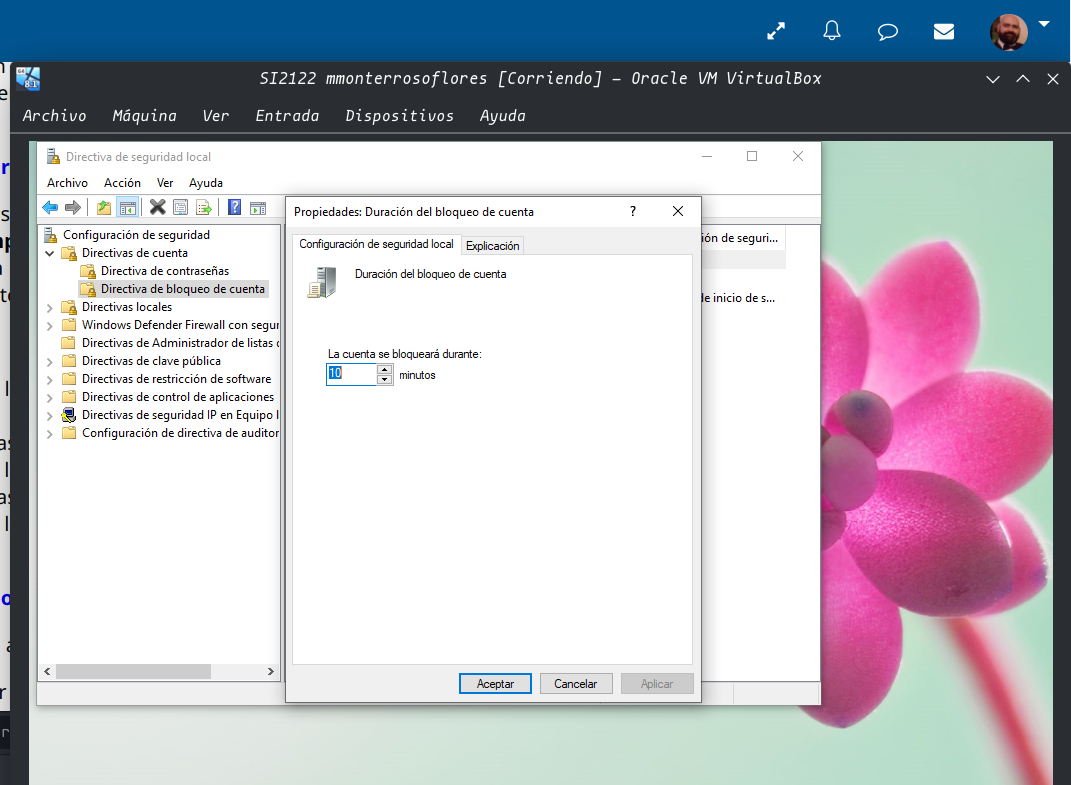 SI2122 mmonterrosoflores [Corriendo] – Oracle VM VirtualBox
Archivo Máquina Ver Entrada Dispositivos Ayuda
Directiva de seguridad local
Archivo Acción Ver Ayuda
Configuración de seguridad
Directivas de cuenta
Directiva de contraseñas
Directiva de bloqueo de cuenta
Directivas locales
Windows Defender Firewall con segur
Directivas de Administrador de listas d
Directivas de clave pública
Directivas de restricción de software
Directivas de control de aplicaciones
Directivas de seguridad IP en Equipo l
Configuración de directiva de auditor
Propiedades: Duración del bloqueo de cuenta
Configuración de seguridad local Explicación
Duración del bloqueo de cuenta
La cuenta se bloqueará durante:
10 minutos
Aceptar Cancelar Aplicar
ión de seguri...
de inicio de s...